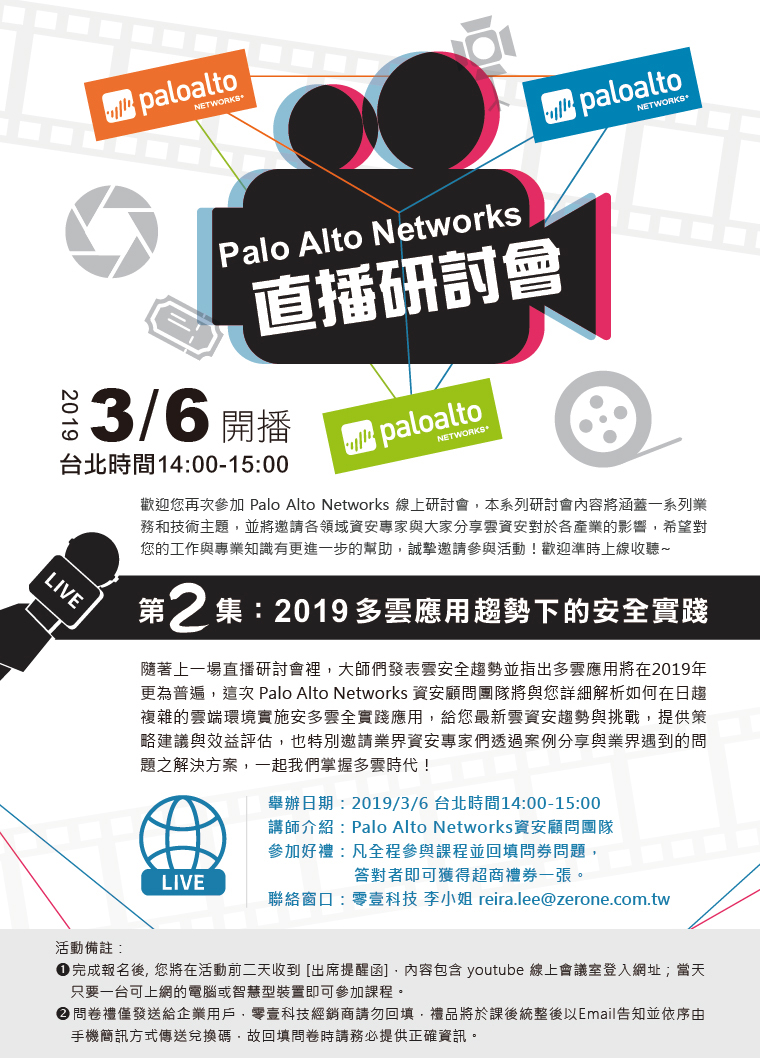 paloalto
NETWORKS®
paloalto
NETWORKS®
Palo Alto Networks
直播研討會
2019
3/6 開播
台北時間14:00-15:00
paloalto
NETWORKS®
歡迎您再次參加 Palo Alto Networks 線上研討會，本系列研討會內容將涵蓋一系列業
務和技術主題，並將邀請各領域資安專家與大家分享雲資安對於各產業的影響，希望對
您的工作與專業知識有更進一步的幫助，誠摯邀請參與活動！歡迎準時上線收聽~
LIVE
第2集：2019多雲應用趨勢下的安全實踐
隨著上一場直播研討會裡，大師們發表雲安全趨勢並指出多雲應用將在2019年
更為普遍，這次 Palo Alto Networks 資安顧問團隊將與您詳細解析如何在日趨
複雜的雲端環境實施安多雲全實踐應用，給您最新雲資安趨勢與挑戰，提供策
略建議與效益評估，也特別邀請業界資安專家們透過案例分享與業界遇到的問
題之解決方案，一起我們掌握多雲時代！
LIVE
舉辦日期：2019/3/6 台北時間14:00-15:00
講師介紹：Palo Alto Networks資安顧問團隊
參加好禮：凡全程參與課程並回填問券問題，
答對者即可獲得超商禮券一張。
聯絡窗口：零壹科技 李小姐 reira.lee@zerone.com.tw
活動備註：
❶完成報名後, 您將在活動前二天收到 [出席提醒函]，內容包含 youtube 線上會議室登入網址；當天
只要一台可上網的電腦或智慧型裝置即可參加課程。
❷問卷禮僅發送給企業用戶，零壹科技經銷商請勿回填，禮品將於課後統整後以Email告知並依序由
手機簡訊方式傳送兌換碼，故回填問卷時請務必提供正確資訊。